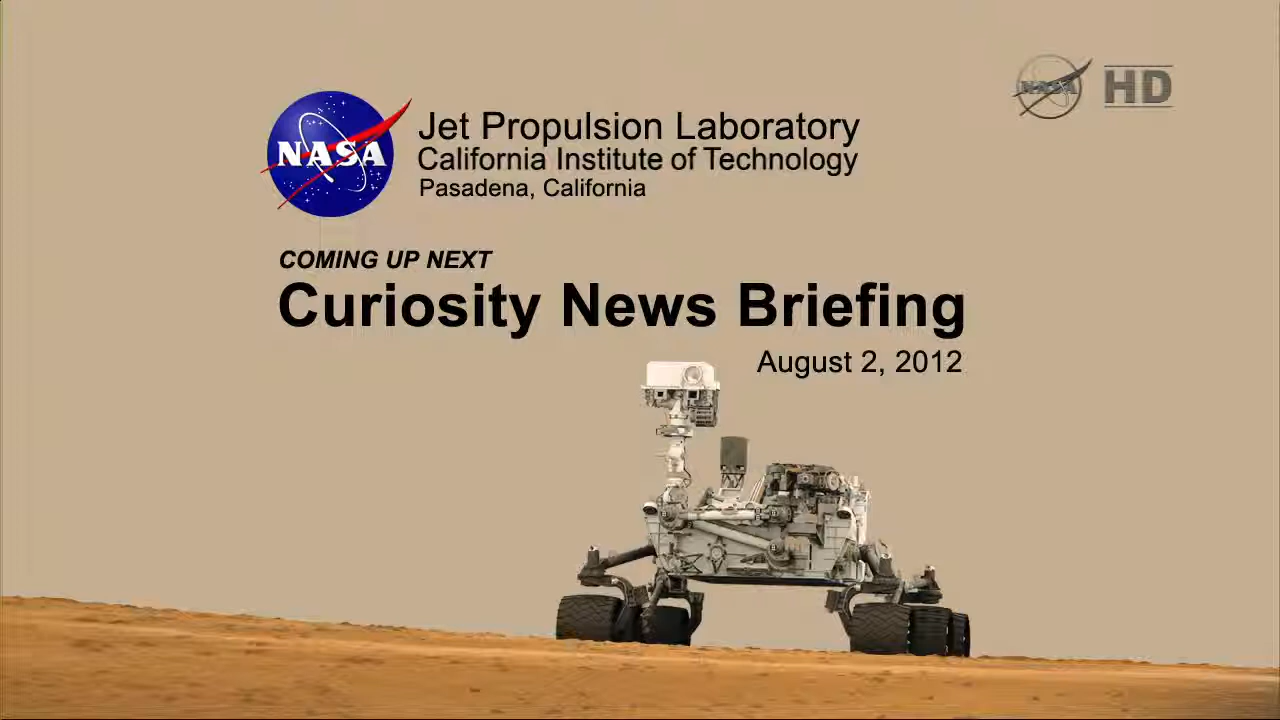 NASA HD
NASA
Jet Propulsion Laboratory
California Institute of Technology
Pasadena, California
COMING UP NEXT
Curiosity News Briefing
August 2, 2012